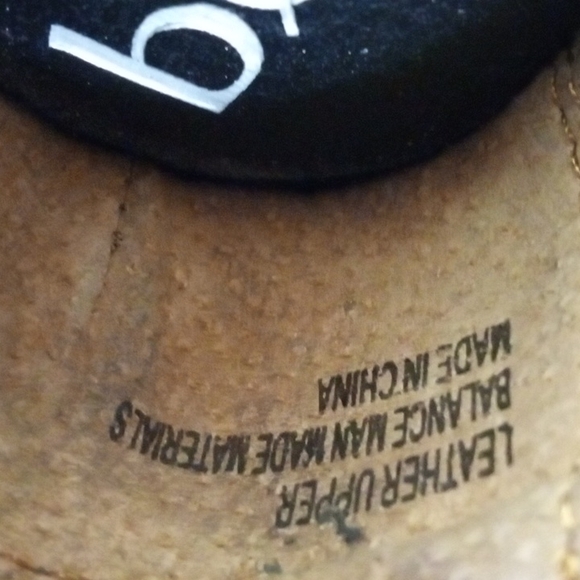 LEATHER UPPER
BALANCE MAN MADE MATERIALS
MADE IN CHINA